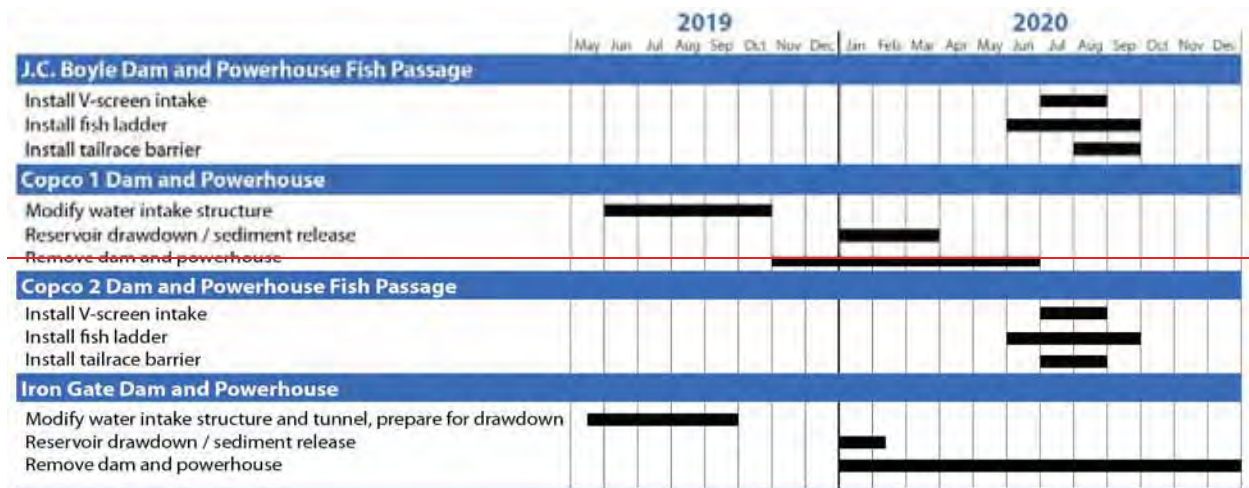 2019 2020
May Jun Jul Aug Sep Oct Nov Dec Jan Feb Mar Apr May Jun Jul Aug Sep Oct Nov Dec
J.C. Boyle Dam and Powerhouse Fish Passage
Install V-screen intake
Install fish ladder
Install tailrace barrier
Copco 1 Dam and Powerhouse
Modify water intake structure
Reservoir drawdown / sediment release
Remove dam and powerhouse
Copco 2 Dam and Powerhouse Fish Passage
Install V-screen intake
Install fish ladder
Install tailrace barrier
Iron Gate Dam and Powerhouse
Modify water intake structure and tunnel, prepare for drawdown
Reservoir drawdown / sediment release
Remove dam and powerhouse